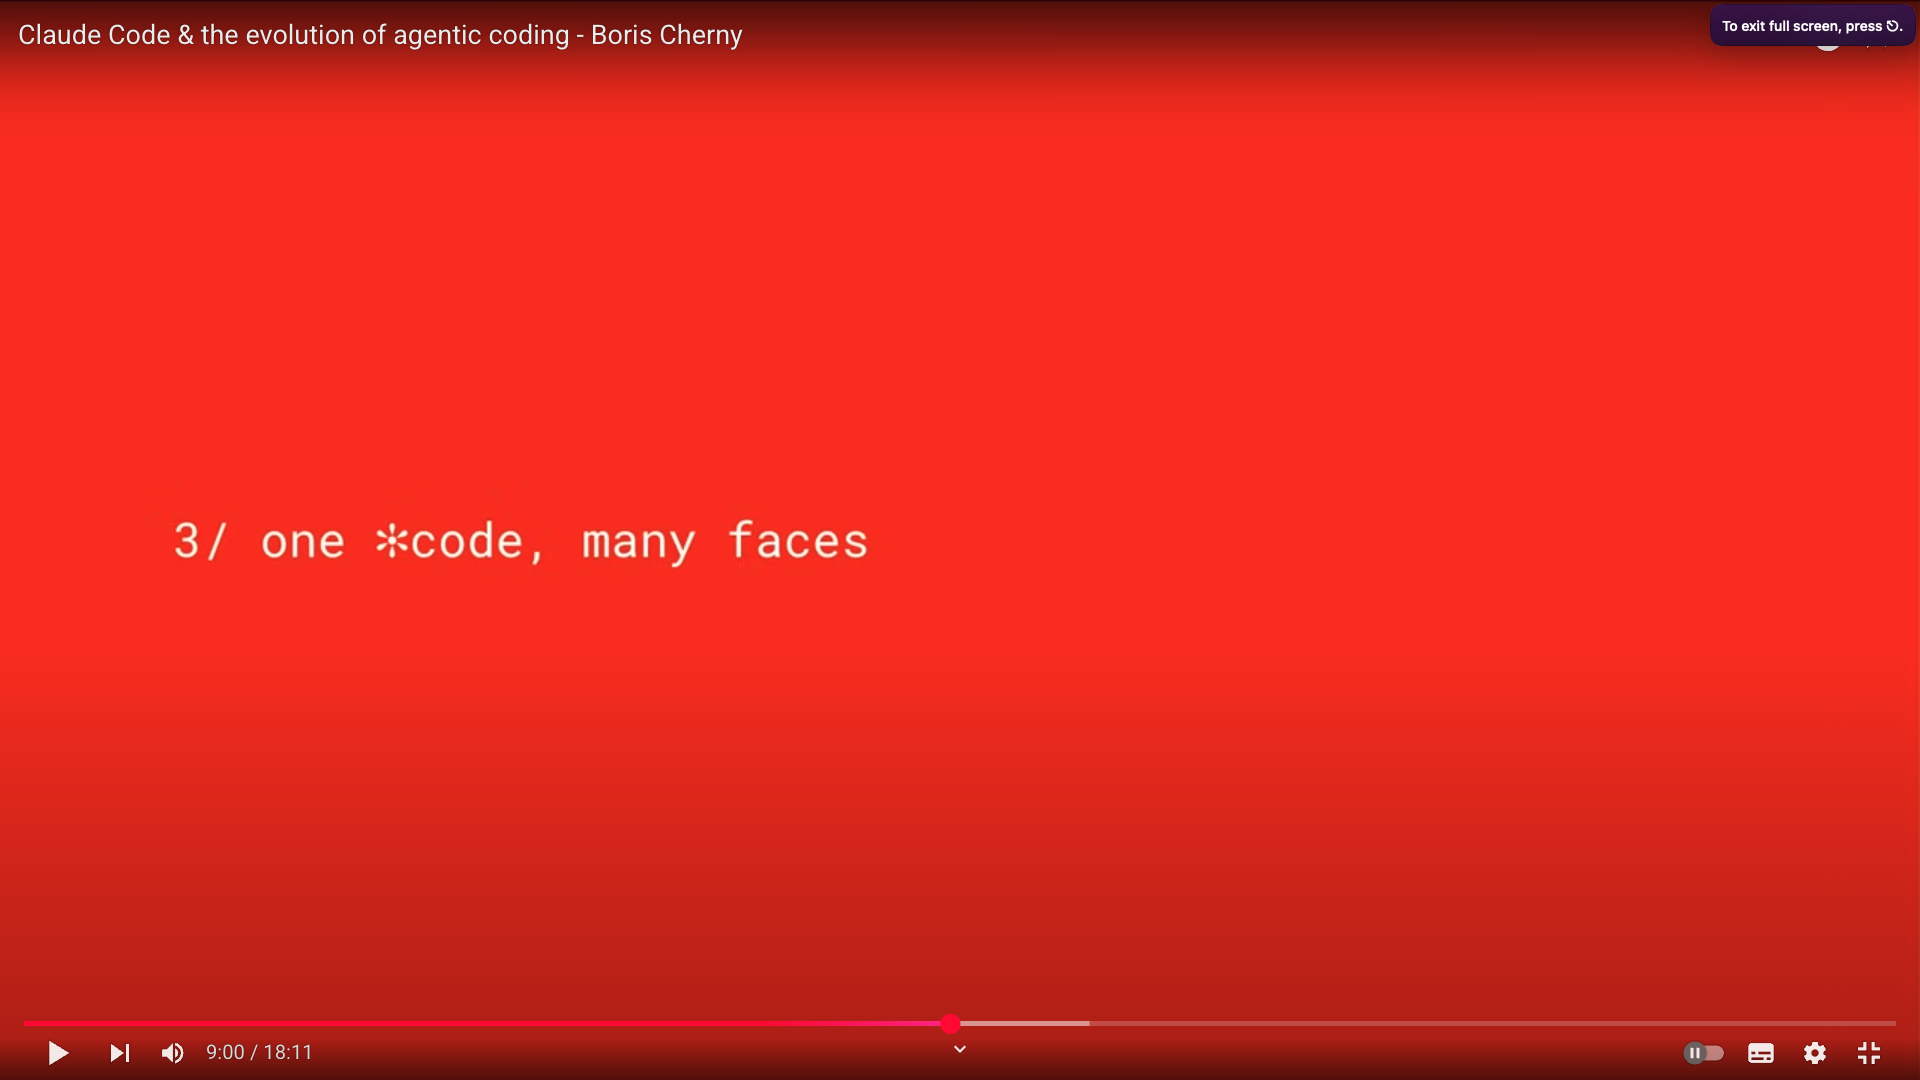 Claude Code & the evolution of agentic coding - Boris Cherny
To exit full screen, press ⎋.
3/ one ✻code, many faces
9:00 / 18:11